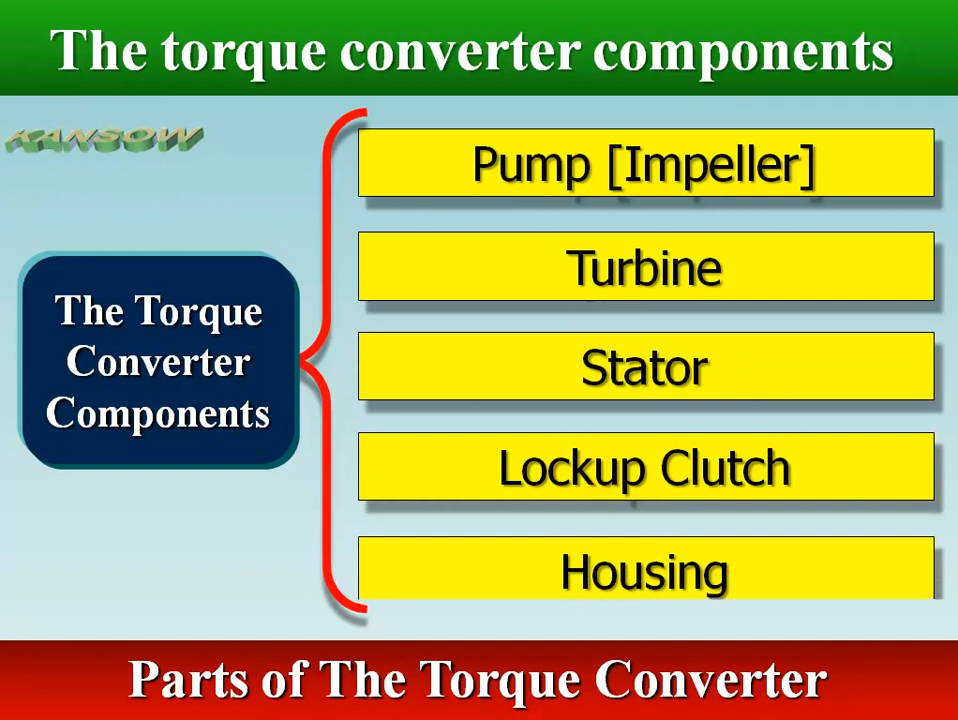 The torque converter components
KANSOW
The Torque
Converter
Components
Pump [Impeller]
Turbine
Stator
Lockup Clutch
Housing
Parts of The Torque Converter